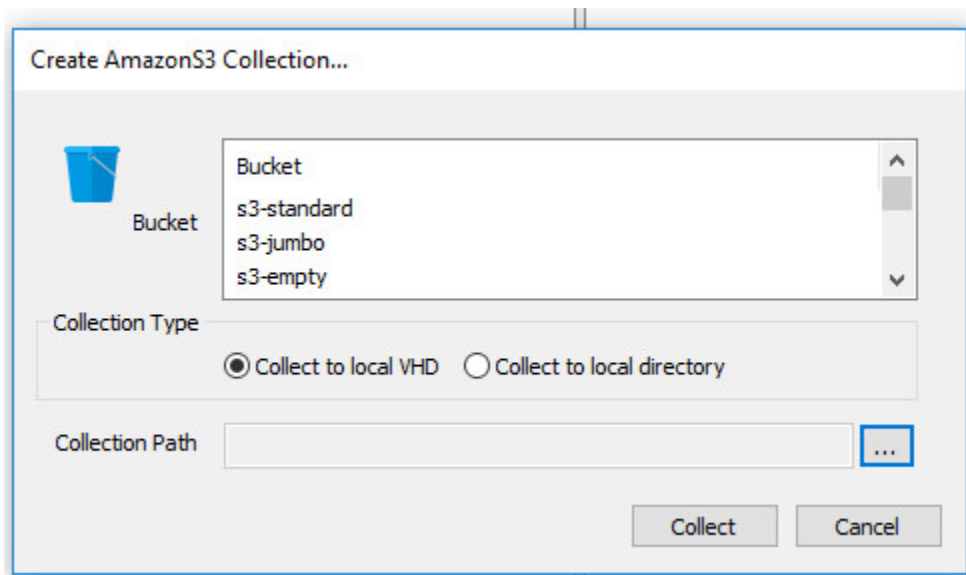 Create AmazonS3 Collection...
Bucket
Bucket
s3-standard
s3-jumbo
s3-empty
Collection Type
Collect to local VHD Collect to local directory
Collection Path ...
Collect Cancel